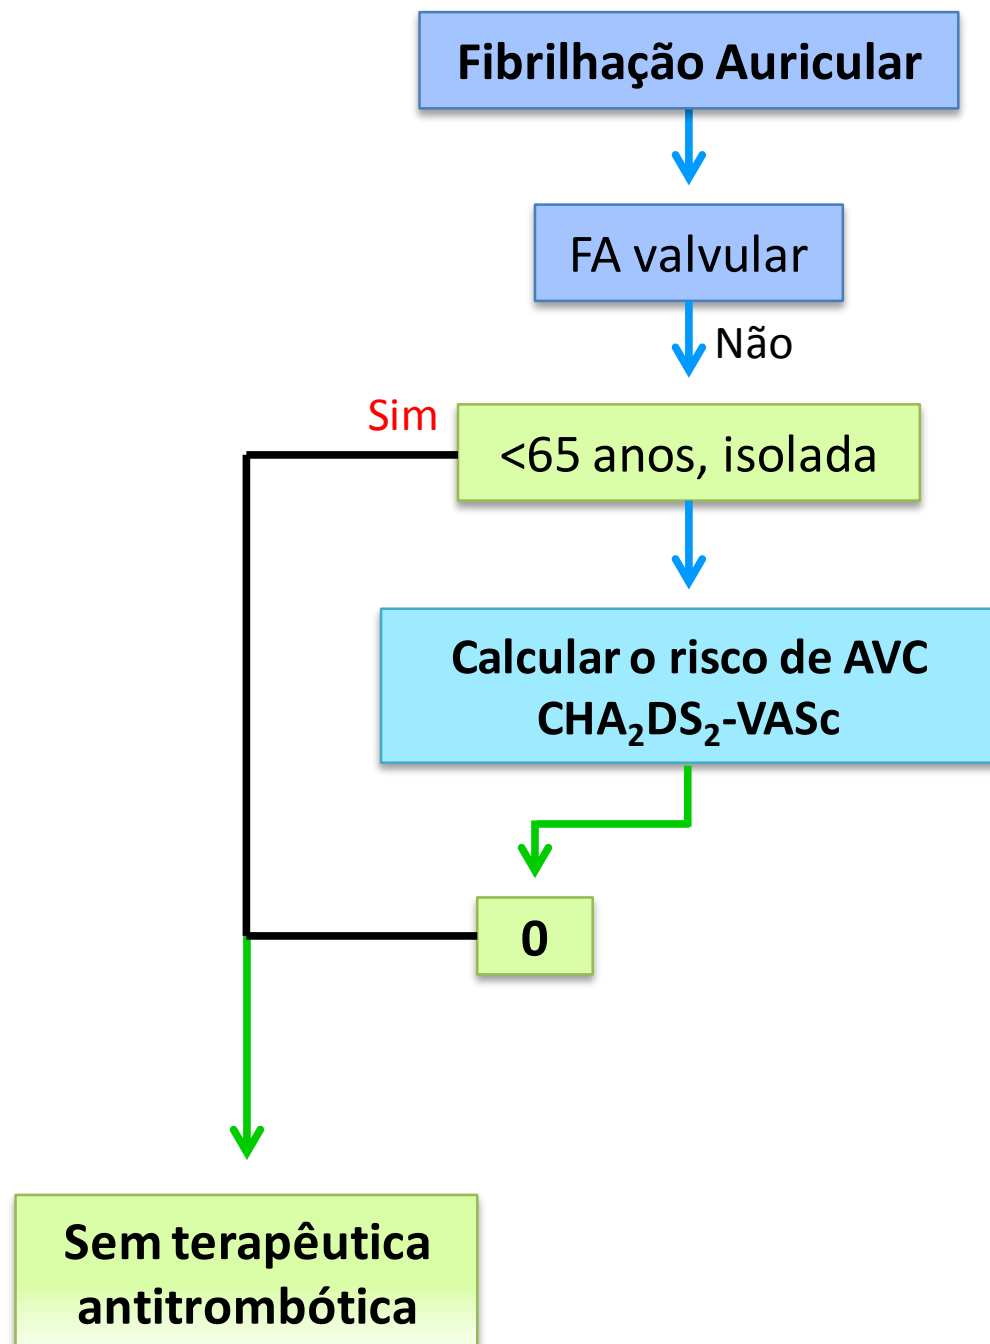 Fibrilhação Auricular
FA valvular
Não
Sim
<65 anos, isolada
Calcular o risco de AVC
CHA₂DS₂-VASc
0
Sem terapêutica
antitrombótica